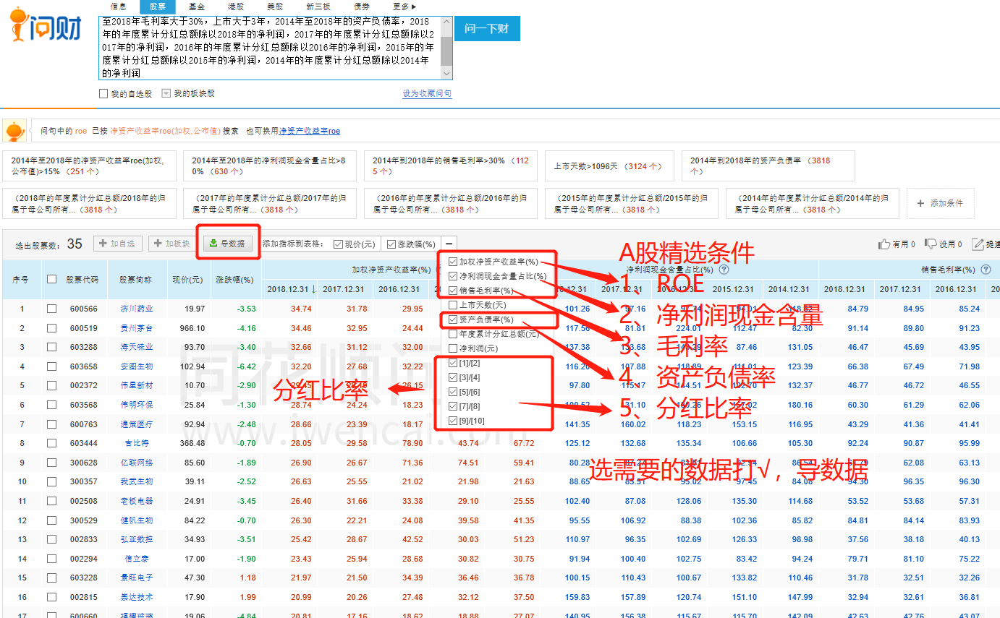 信息 股票 基金 港股 美股 新三板 债券 更多▶
问财
至2018年毛利率大于30%，上市大于3年，2014年至2018年的资产负债率，2018
年的年度累计分红总额除以2018年的净利润，2017年的年度累计分红总额除以2
017年的净利润，2016年的年度累计分红总额除以2016年的净利润，2015年的年
度累计分红总额除以2015年的净利润，2014年的年度累计分红总额除以2014年
的净利润
问一下财
我的自选股 我的板块股 设为收藏问句
问句中的 roe 已按 净资产收益率roe(加权,公布值) 搜索 也可换用净资产收益率roe
2014年至2018年的净资产收益率roe(加权,
公布值)>15%（251 个）
2014年至2018年的净利润现金含量占比>8
0%（630 个）
2014年到2018年的销售毛利率>30%（112
5 个）
上市天数>1096天（3124 个）
2014年到2018年的资产负债率（3818
个）
（2018年的年度累计分红总额/2018年的归
属于母公司所有...（3818 个）
（2017年的年度累计分红总额/2017年的归
属于母公司所有...（3818 个）
（2016年的年度累计分红总额/2016年的归
属于母公司所有...（3818 个）
（2015年的年度累计分红总额/2015年的归
属于母公司所有...（3818 个）
（2014年的年度累计分红总额/2014年的归
属于母公司所有...（3818 个）
+ 添加条件
选出股票数: 35 加自选 加板块 导数据 添加指标到表格: 现价(元) 涨跌幅(%) 有用 0 没用 0
加权净资产收益率(%)
净利润现金含量占比(%)
销售毛利率(%)
上市天数(元)
资产负债率(%)
年度累计分红总额(元)
净利润(元)
[1]/[2]
[3]/[4]
[5]/[6]
[7]/[8]
[9]/[10]
A股精选条件
1、ROE
2、净利润现金含量
3、毛利率
4、资产负债率
5、分红比率
分红比率
选需要的数据打√，导数据
序号 股票代码 股票简称 现价(元) 涨跌幅(%) 加权净资产收益率(%) 净利润现金含量占比(%) 销售毛利率(%)
2018.12.31↓ 2017.12.31 2016.12.31 2015.12.31 2014.12.31 2018.12.31 2017.12.31 2016.12.31
1 600566 济川药业 19.97 -3.53 34.74 31.78 29.95 101.26 97.16 84.79 84.95 85.24
2 600519 贵州茅台 966.10 -4.16 34.46 32.95 24.44 117.56 81.81 224.01 112.47 82.30 91.14 89.80 91.23
3 603288 海天味业 93.70 -3.40 32.66 31.12 32.00 137.38 133.68 87.46 131.05 46.47 45.69 43.95
4 603658 安图生物 102.94 -6.42 32.20 27.68 32.22 116.20 107.88 123.39 66.38 67.49 71.98
5 002372 伟星新材 10.70 -2.90 26.15 97.80 115.17 132.37 46.77 46.72 46.55
6 603568 伟明环保 25.84 -1.30 28.74 24.24 18.23 180.16 60.30 61.29 62.06
7 600763 通策医疗 92.94 -2.48 28.66 23.39 18.17 141.35 160.02 118.23 153.15 116.95 43.29 41.36 41.41
8 603444 吉比特 368.48 -0.70 28.05 29.58 78.90 43.74 67.72 125.12 132.68 135.34 106.66 105.30 92.24 90.87 95.99
9 300628 亿联网络 85.60 -1.89 26.90 26.67 71.36 74.51 59.41 80.28 62.08 63.13
10 300357 我武生物 39.11 -2.52 26.63 25.55 21.02 21.98 21.63 88.65 95.02 97.45 84.08 94.30 96.35 96.30
11 002508 老板电器 24.91 -3.45 26.40 31.66 33.38 29.10 25.55 102.40 87.08 128.06 135.30 114.68 53.52 53.68 57.31
12 300529 健帆生物 84.22 -0.70 26.30 22.21 24.08 39.58 41.35 95.55 106.92 88.38 102.36 85.82 84.81 84.14 83.93
13 002833 弘亚数控 34.93 -3.51 25.42 28.67 42.52 30.03 51.23 110.97 96.35 102.69 126.33 98.98 37.56 38.18 40.13
14 002294 信立泰 17.00 -1.90 23.43 25.94 28.68 30.82 30.75 91.94 100.40 102.75 83.42 94.24 79.71 81.10 75.22
15 603228 景旺电子 47.30 1.18 21.97 21.50 34.39 36.46 36.78 100.15 110.43 100.67 133.82 110.46 31.78 32.51 32.26
16 002815 崇达技术 17.90 1.99 20.99 20.26 27.48 32.12 37.50 159.83 157.89 120.74 151.10 147.99 32.94 32.61 36.81
17 600660 福耀玻璃 19.06 -4.84 20.81 17.16 18.62 18.88 27.07 140.95 156.38 115.67 115.70 142.09 42.63 42.76 43.07
同花顺问
www.iwencai.com